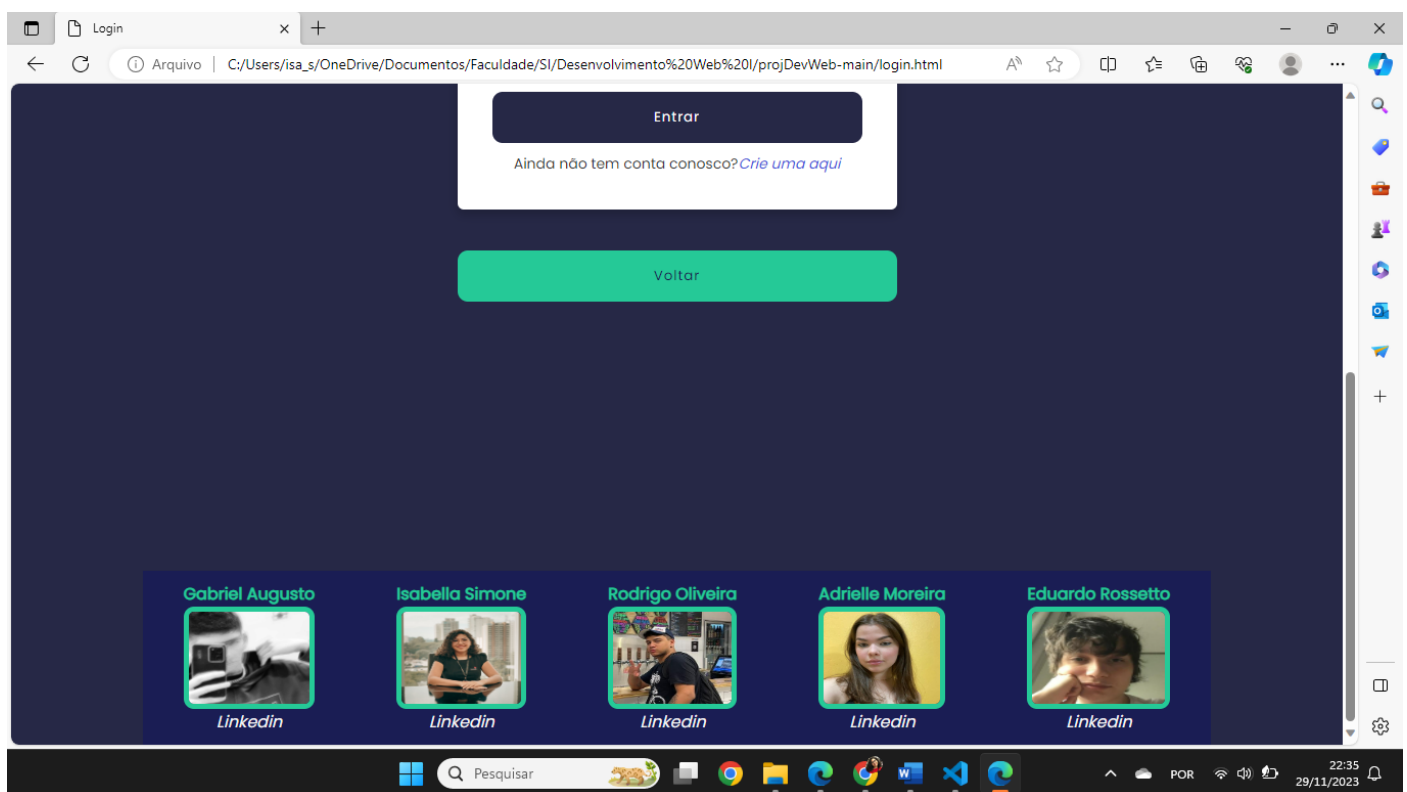 Login
Arquivo
C:/Users/isa_s/OneDrive/Documentos/Faculdade/SI/Desenvolvimento%20Web%20I/projDevWeb-main/login.html
Entrar
Ainda não tem conta conosco? Crie uma aqui
Voltar
Gabriel Augusto Isabella Simone Rodrigo Oliveira Adrielle Moreira Eduardo Rossetto
Linkedin Linkedin Linkedin Linkedin Linkedin
Pesquisar
POR
22:35
29/11/2023